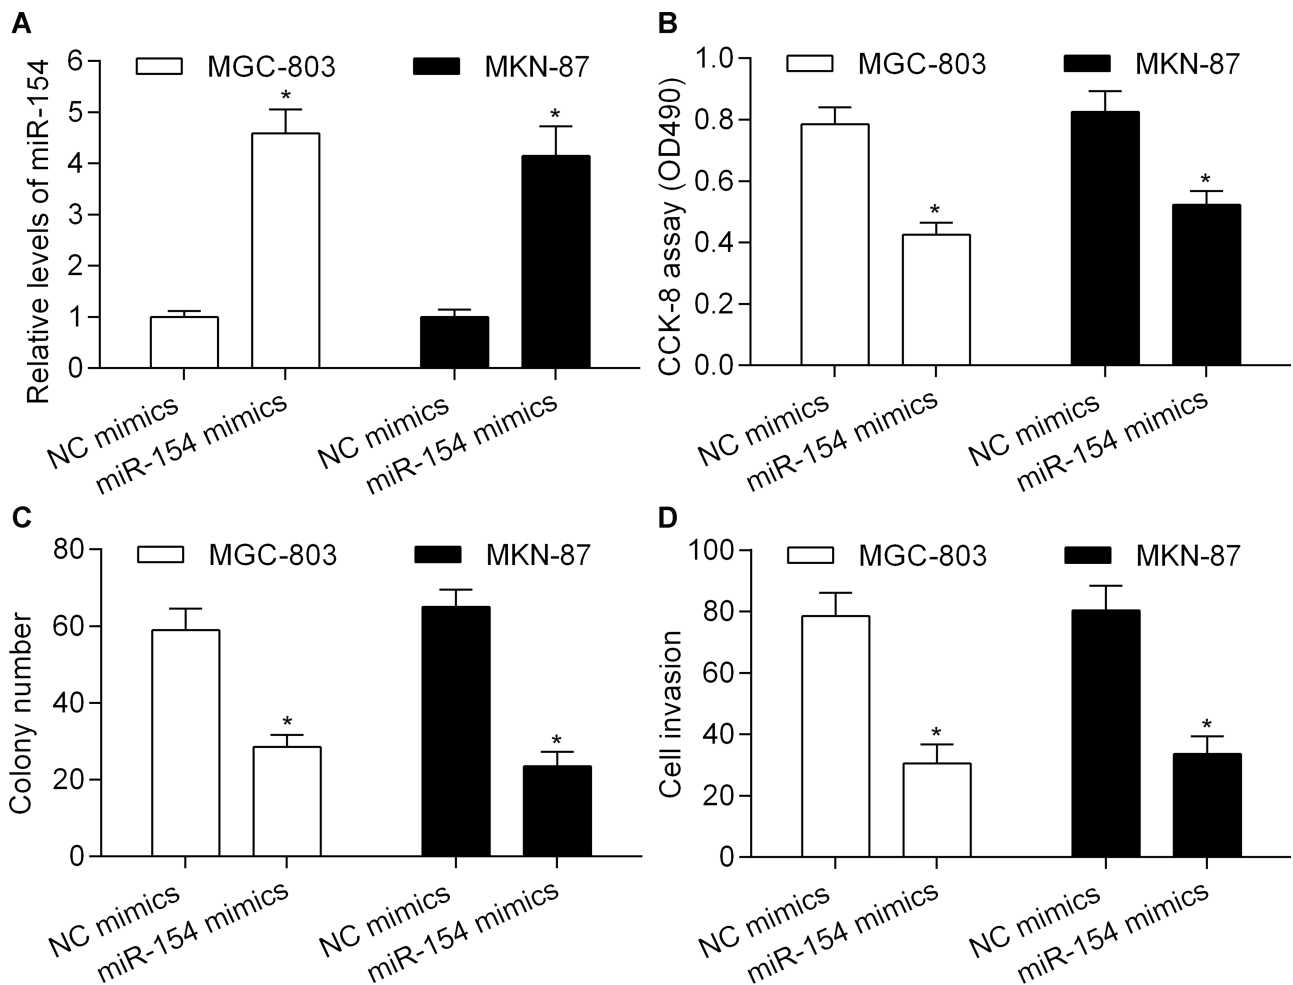 A
MGC-803
MKN-87
Relative levels of miR-154
6
5
4
3
2
1
0
*
*
NC mimics
miR-154 mimics
NC mimics
miR-154 mimics
B
MGC-803
MKN-87
CCK-8 assay (OD490)
1.0
0.8
0.6
0.4
0.2
0.0
*
*
NC mimics
miR-154 mimics
NC mimics
miR-154 mimics
C
MGC-803
MKN-87
Colony number
80
60
40
20
0
*
*
NC mimics
miR-154 mimics
NC mimics
miR-154 mimics
D
MGC-803
MKN-87
Cell invasion
100
80
60
40
20
0
*
*
NC mimics
miR-154 mimics
NC mimics
miR-154 mimics